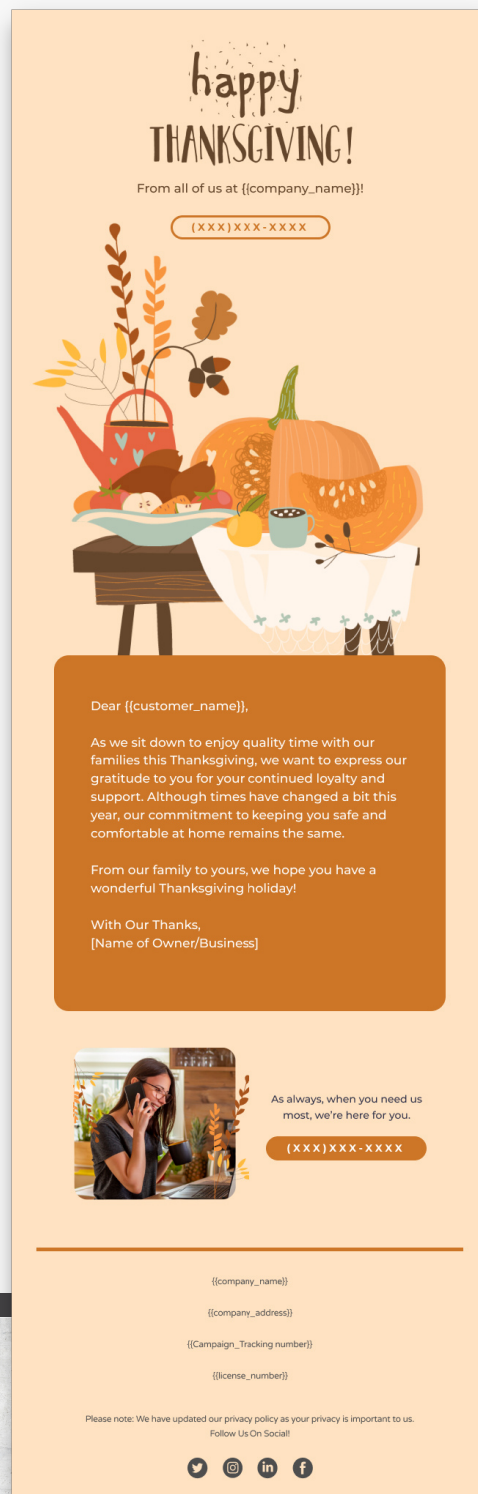 happy
THANKSGIVING!
From all of us at {{company_name}}!
(XXX)XXX-XXXX
Dear {{customer_name}},
As we sit down to enjoy quality time with our
families this Thanksgiving, we want to express our
gratitude to you for your continued loyalty and
support. Although times have changed a bit this
year, our commitment to keeping you safe and
comfortable at home remains the same.
From our family to yours, we hope you have a
wonderful Thanksgiving holiday!
With Our Thanks,
[Name of Owner/Business]
As always, when you need us
most, we're here for you.
(XXX)XXX-XXXX
{{company_name}}
{{company_address}}
{{Campaign_Tracking number}}
{{license_number}}
Please note: We have updated our privacy policy as your privacy is important to us.
Follow Us On Social!